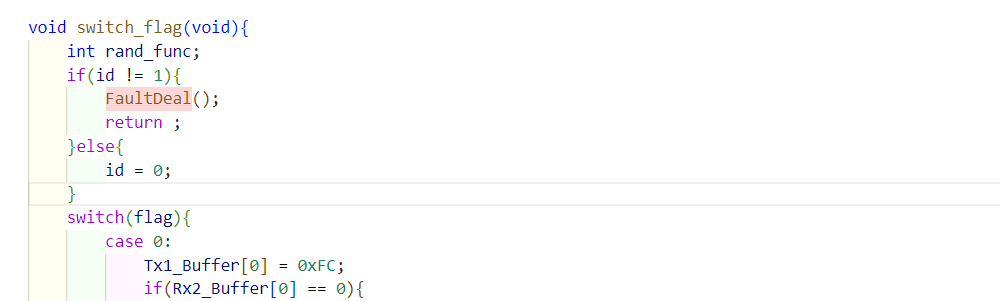 void switch_flag(void){
int rand_func;
if(id != 1){
FaultDeal();
return ;
}else{
id = 0;
}
switch(flag){
case 0:
Tx1_Buffer[0] = 0xFC;
if(Rx2_Buffer[0] == 0){